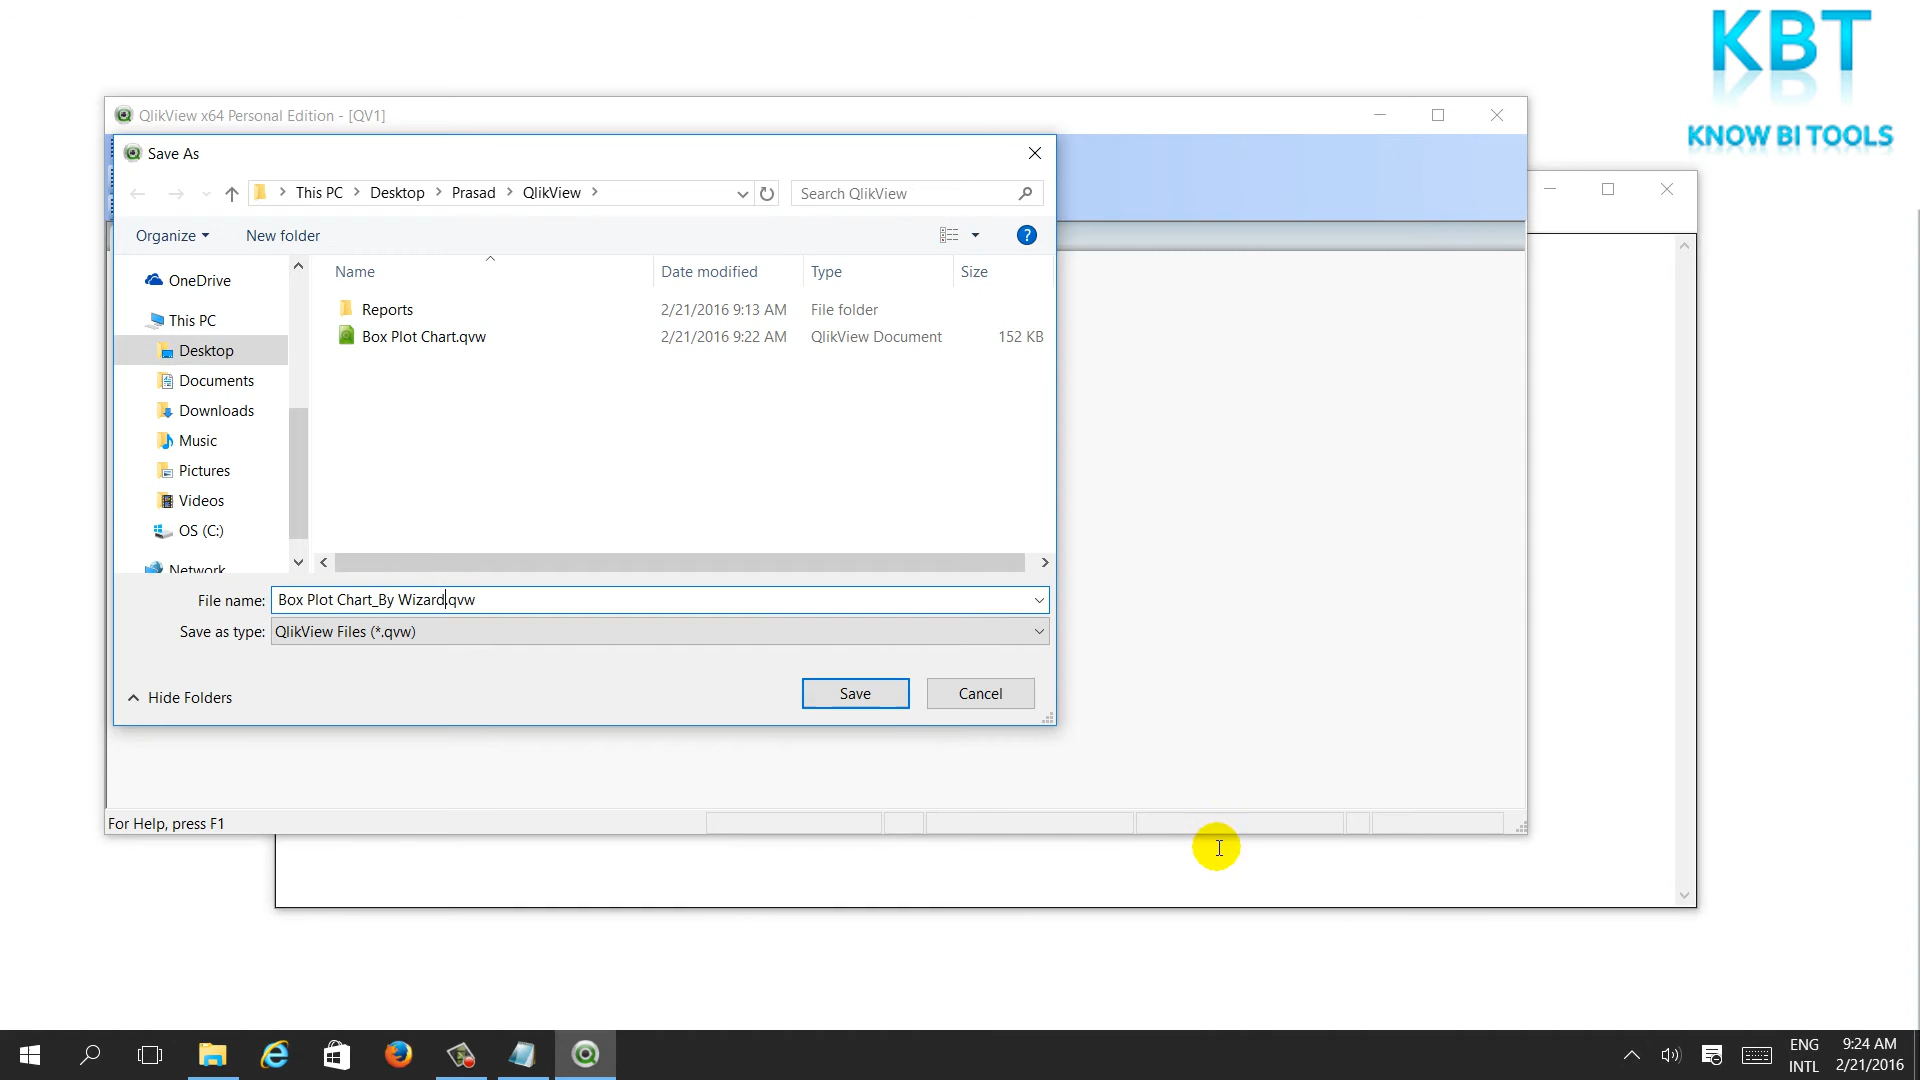 KBT
KNOW BI TOOLS
QlikView x64 Personal Edition - [QV1]
Save As
This PC > Desktop > Prasad > QlikView >
Search QlikView
Organize
New folder
?
Name
Date modified
Type
Size
OneDrive
This PC
Desktop
Documents
Downloads
Music
Pictures
Videos
OS (C:)
Network
Reports 2/21/2016 9:13 AM File folder
Box Plot Chart.qvw 2/21/2016 9:22 AM QlikView Document 152 KB
File name: Box Plot Chart_By Wizard.qvw
Save as type: QlikView Files (*.qvw)
Hide Folders
Save
Cancel
For Help, press F1
ENG
INTL
9:24 AM
2/21/2016